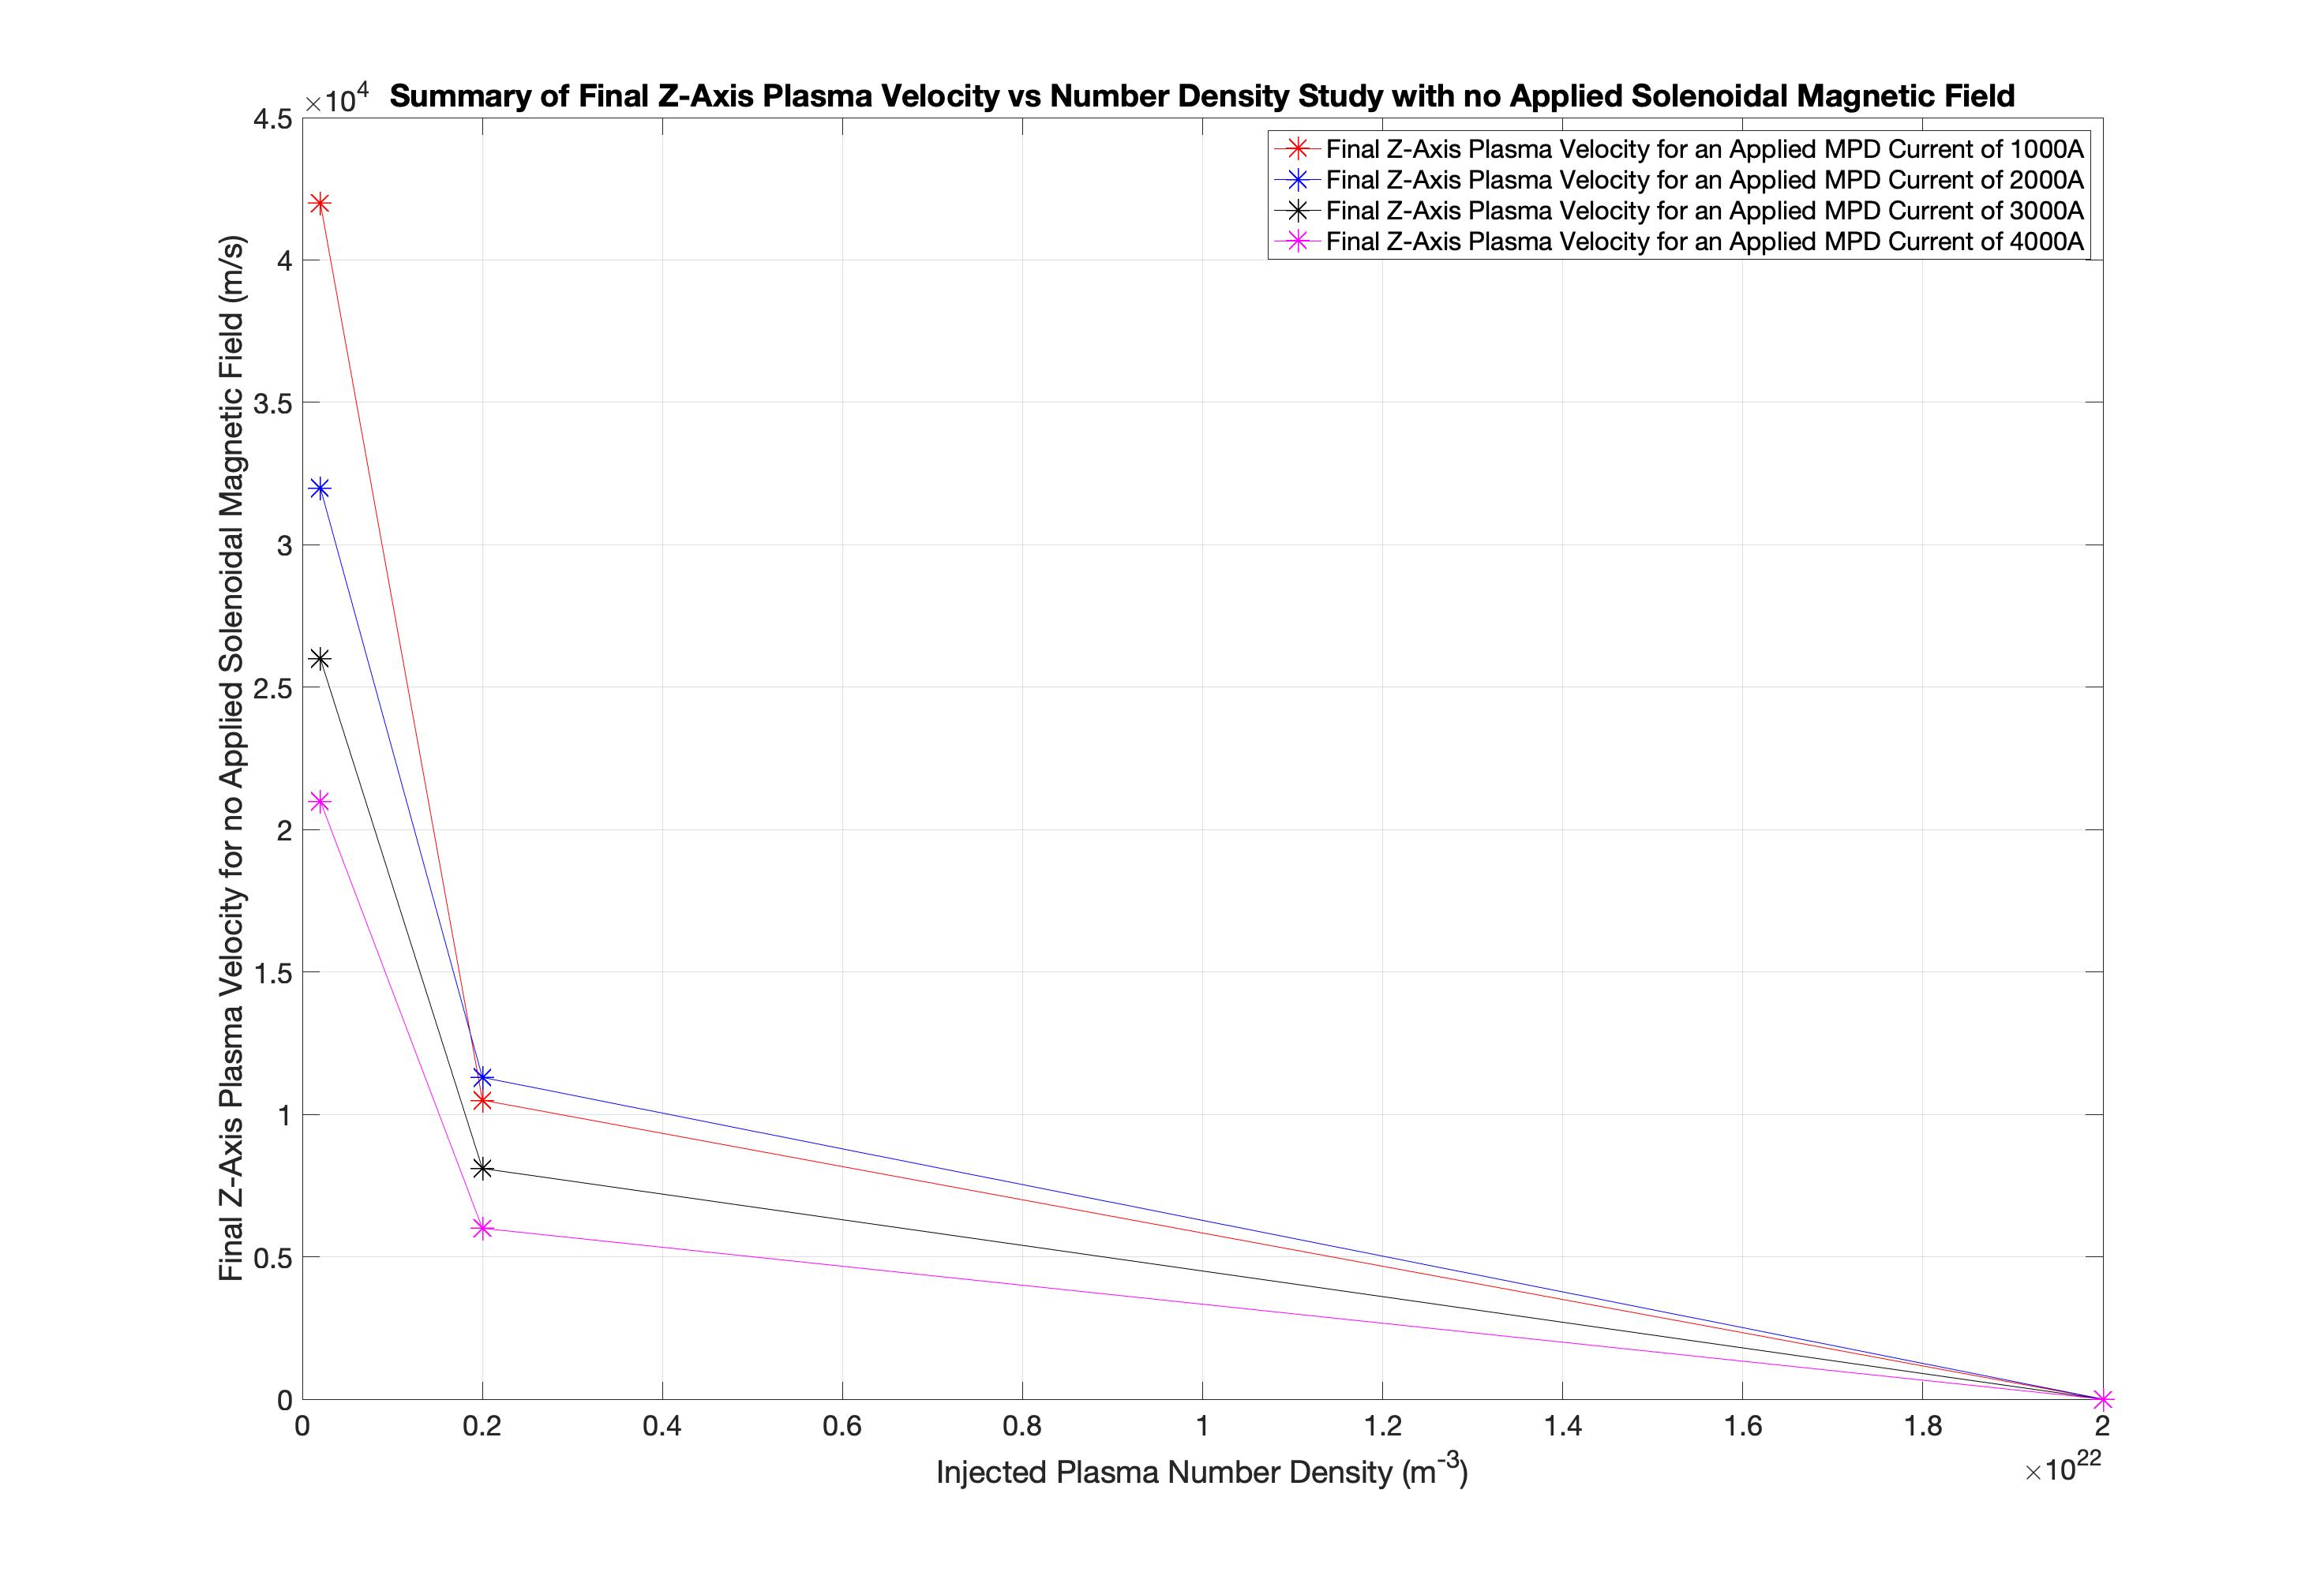 ×10⁴
Summary of Final Z-Axis Plasma Velocity vs Number Density Study with no Applied Solenoidal Magnetic Field
Final Z-Axis Plasma Velocity for an Applied MPD Current of 1000A
Final Z-Axis Plasma Velocity for an Applied MPD Current of 2000A
Final Z-Axis Plasma Velocity for an Applied MPD Current of 3000A
Final Z-Axis Plasma Velocity for an Applied MPD Current of 4000A
Final Z-Axis Plasma Velocity for no Applied Solenoidal Magnetic Field (m/s)
4.5
4
3.5
3
2.5
2
1.5
1
0.5
0
0 0.2 0.4 0.6 0.8 1 1.2 1.4 1.6 1.8 2
Injected Plasma Number Density (m⁻³)
×10²²